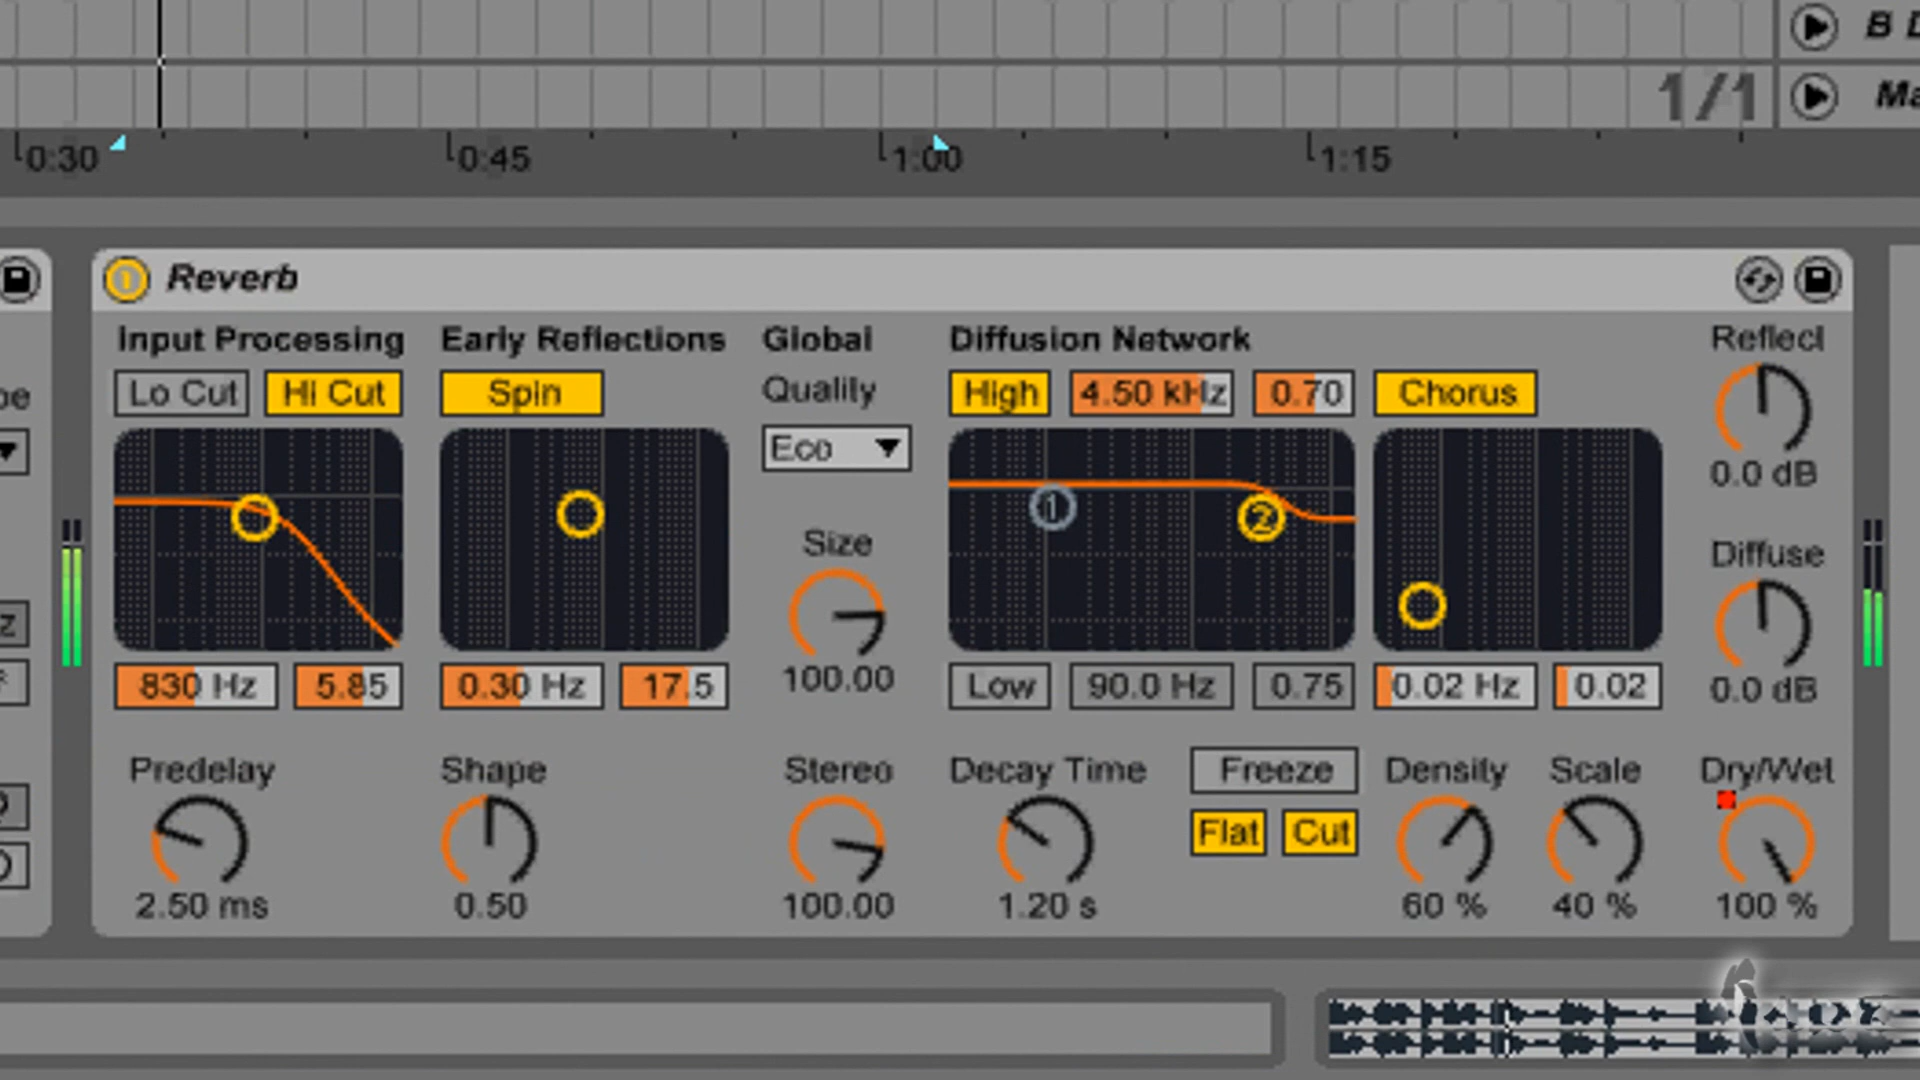 B
1/1
0:30
0:45
1:00
1:15
Reverb
Input Processing
Early Reflections
Global
Diffusion Network
Reflect
Lo Cut
Hi Cut
Spin
Quality
High
4.50 kHz
0.70
Chorus
Eco
0.0 dB
1
2
Size
Diffuse
100.00
830 Hz
5.85
0.30 Hz
17.5
Low
90.0 Hz
0.75
0.02 Hz
0.02
0.0 dB
Predelay
Shape
Stereo
Decay Time
Freeze
Density
Scale
Dry/Wet
Flat
Cut
2.50 ms
0.50
100.00
1.20 s
60 %
40 %
100 %